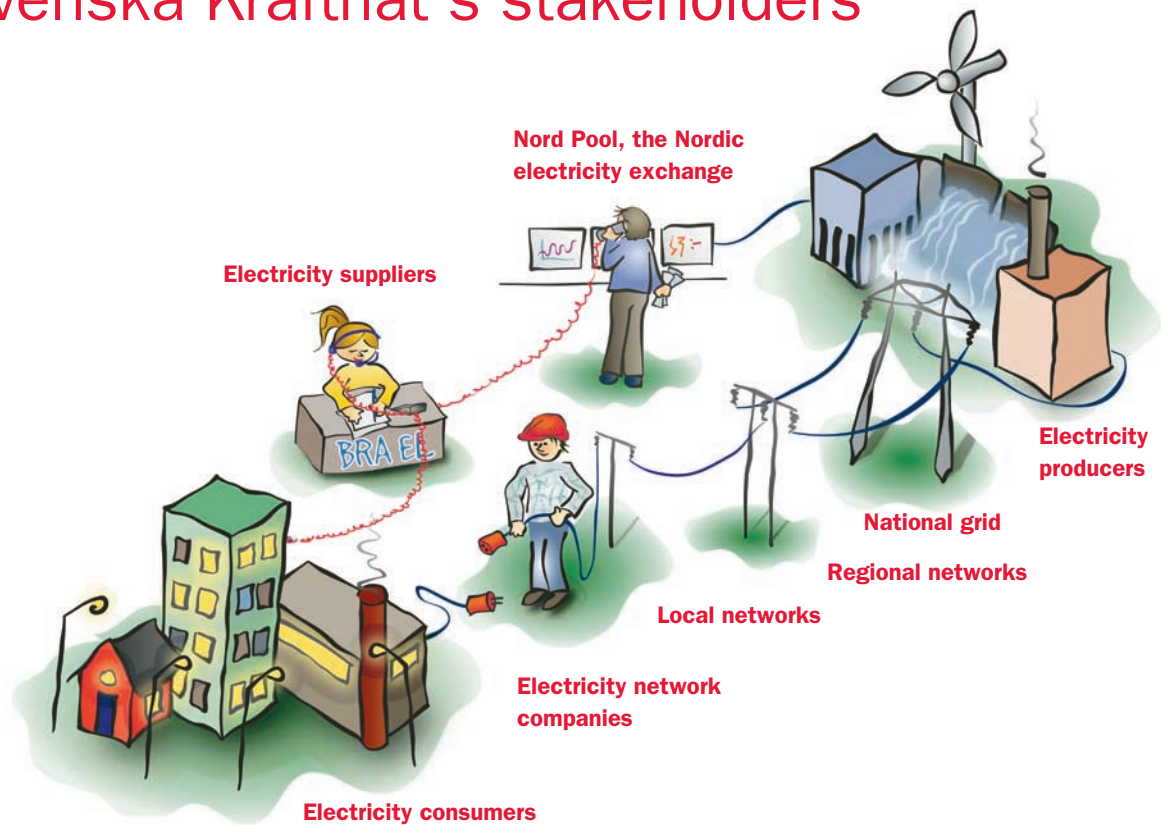 venska Kraftnät's stakeholders
Nord Pool, the Nordic
electricity exchange
Electricity suppliers
BRA EL
Electricity
producers
National grid
Regional networks
Local networks
Electricity network
companies
Electricity consumers